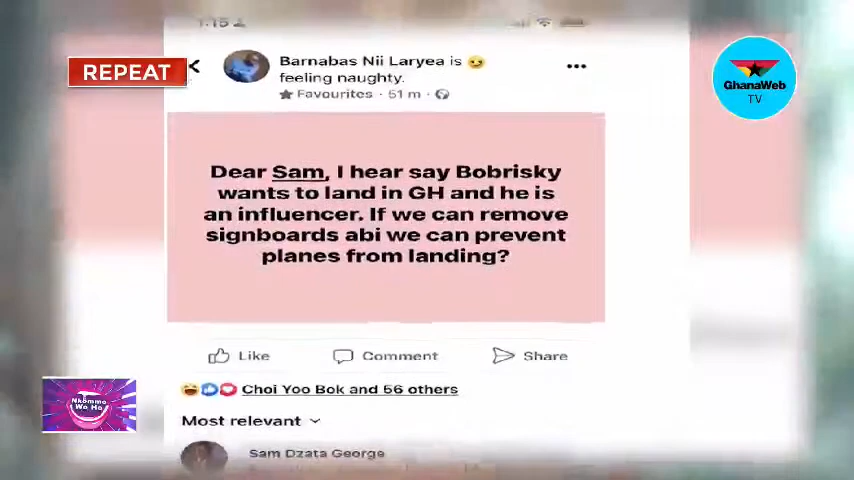 1:15
REPEAT
Barnabas Nii Laryea is
feeling naughty.
Favourites · 51 m ·
GhanaWeb
TV
Dear Sam, I hear say Bobrisky
wants to land in GH and he is
an influencer. If we can remove
signboards abi we can prevent
planes from landing?
Like
Comment
Share
Choi Yoo Bok and 56 others
Nkommo
Wo Ho
Most relevant
Sam Dzata George